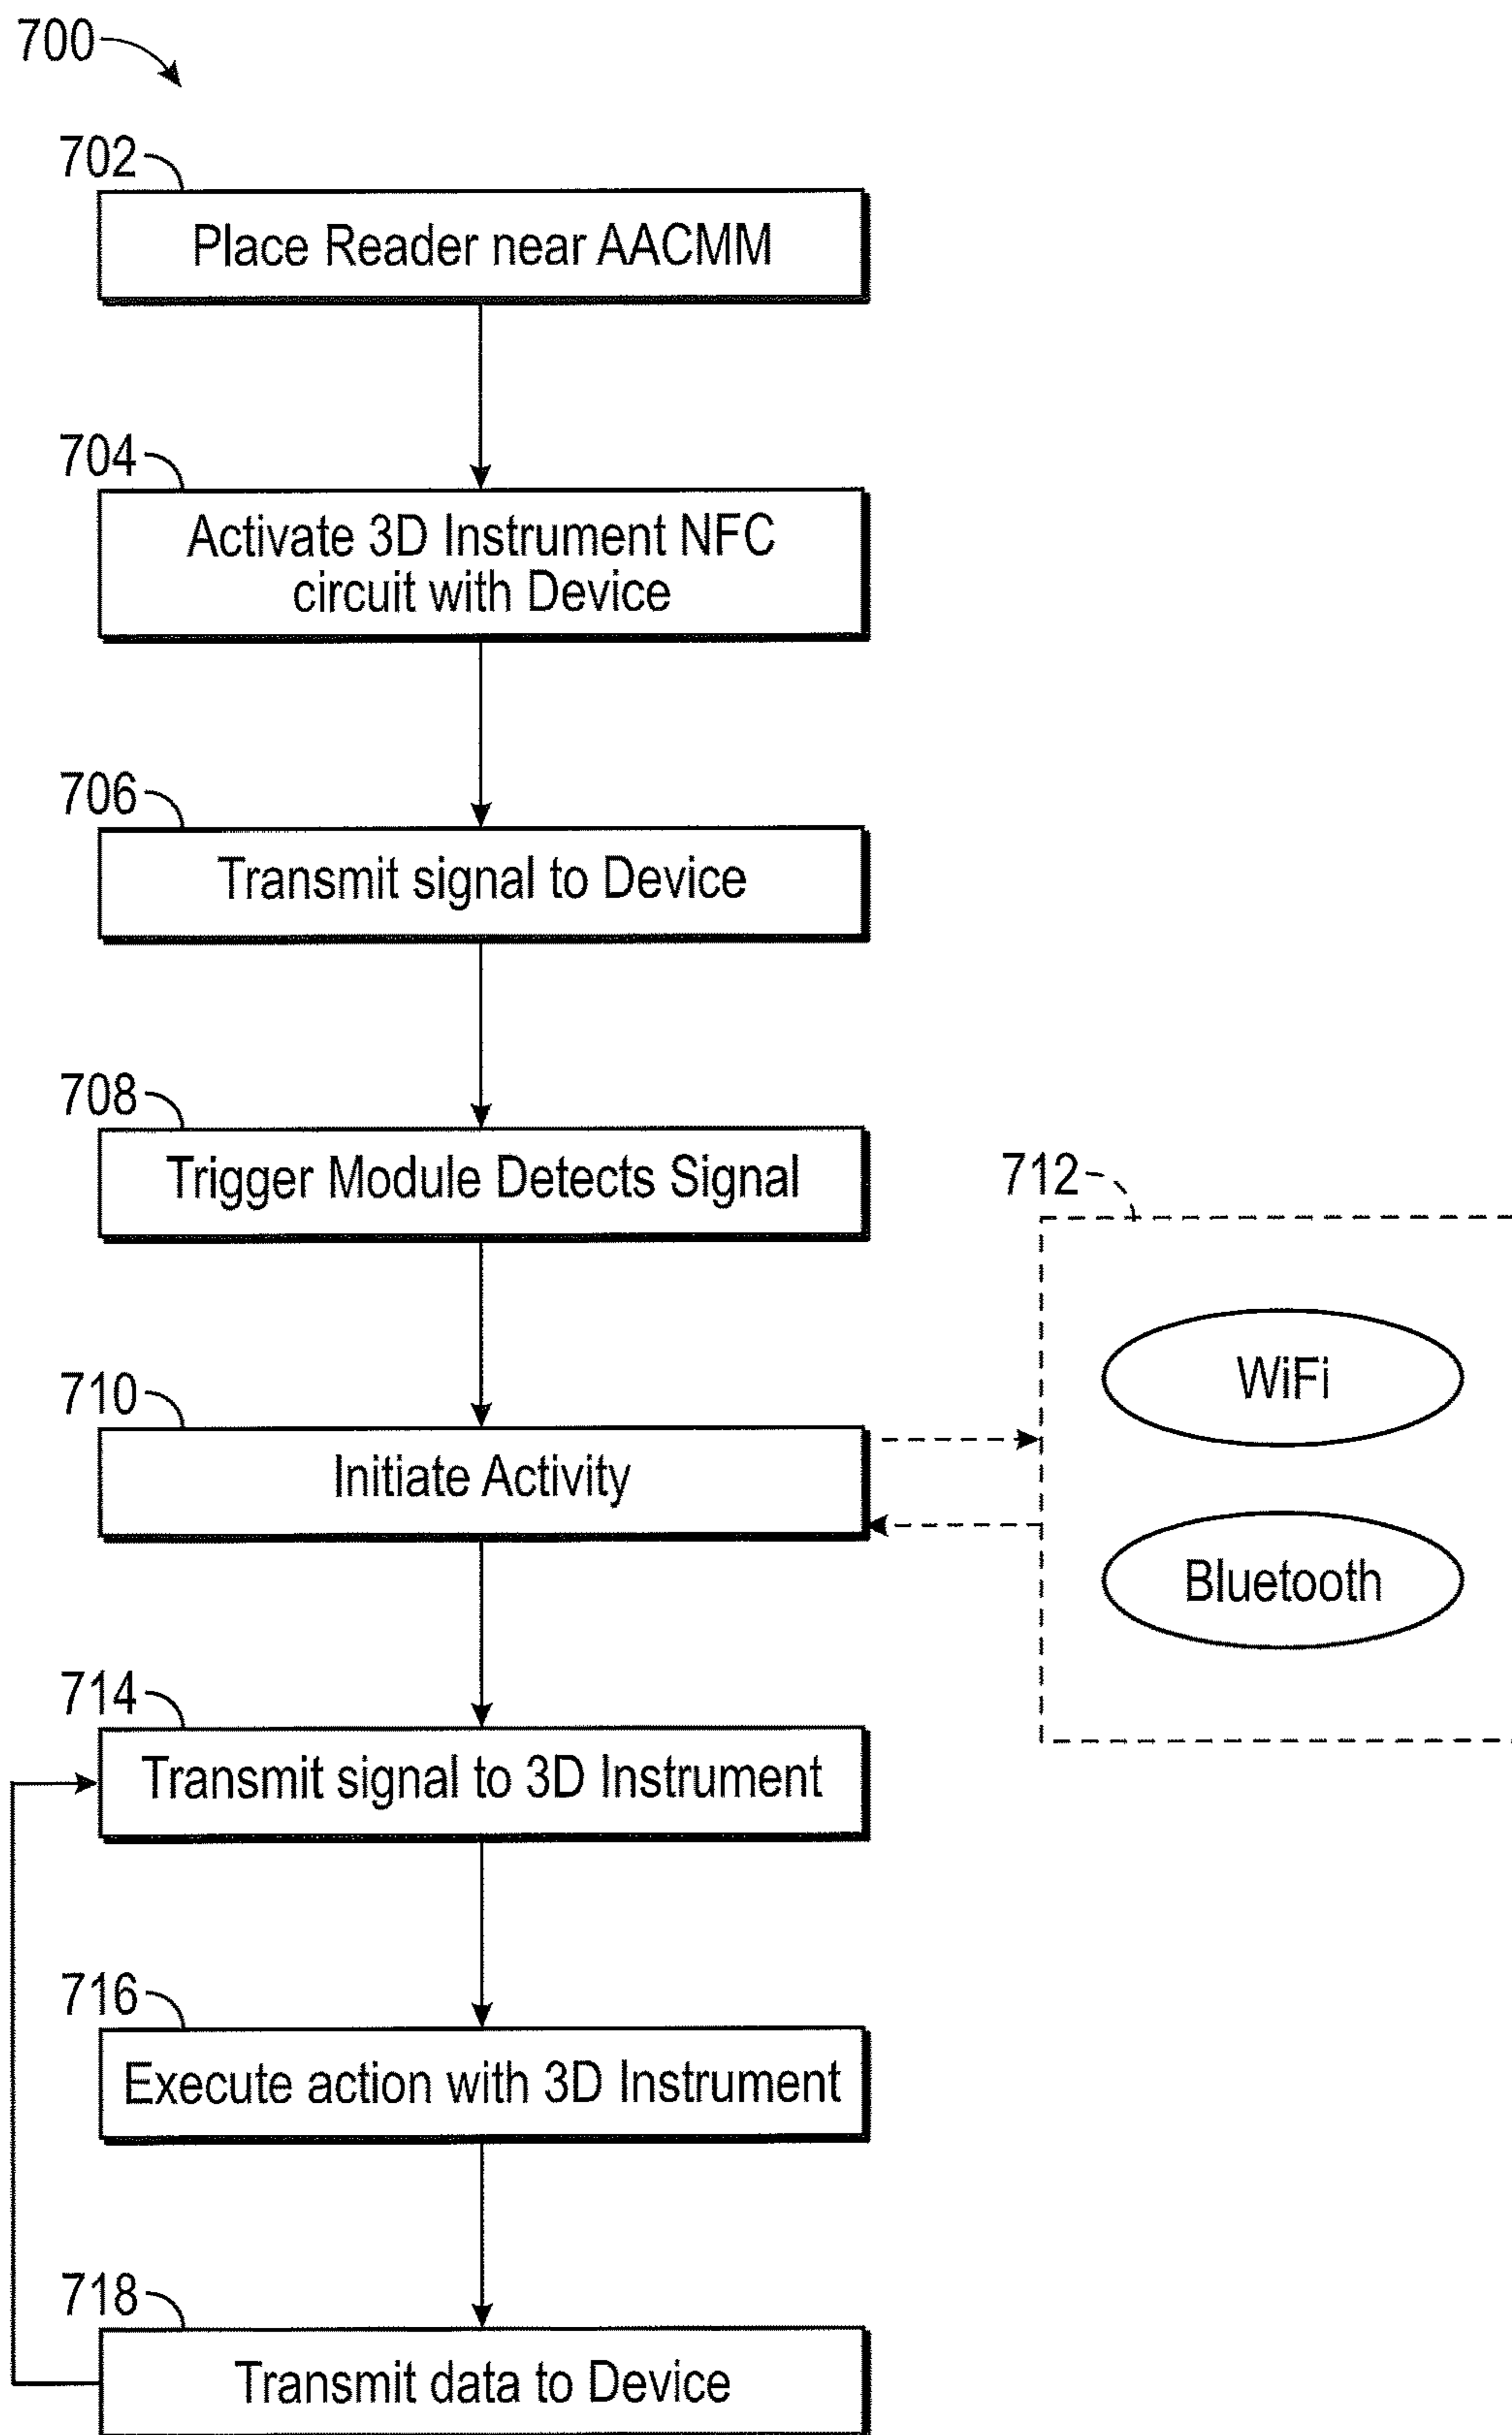 700
702
Place Reader near AACMM
704
Activate 3D Instrument NFC
circuit with Device
706
Transmit signal to Device
708
Trigger Module Detects Signal
712
WiFi
710
Initiate Activity
Bluetooth
714
Transmit signal to 3D Instrument
716
Execute action with 3D Instrument
718
Transmit data to Device